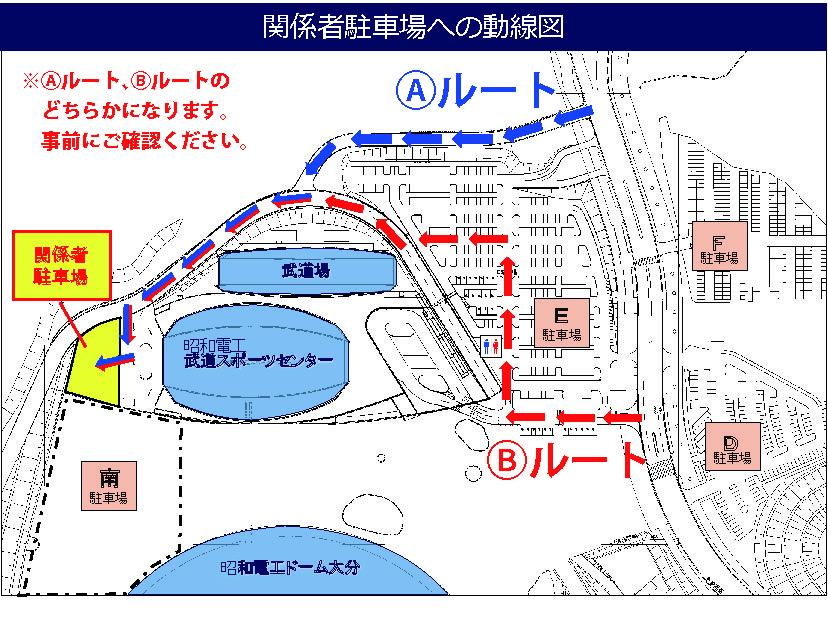 関係者駐車場への動線図
※Ⓐルート、Ⓑルートの
どちらかになります。
事前にご確認ください。
Ⓐルート
F
駐車場
関係者
駐車場
武道場
E
駐車場
昭和電工
武道スポーツセンター
Ⓑルート
D
駐車場
南
駐車場
昭和電工ドーム大分